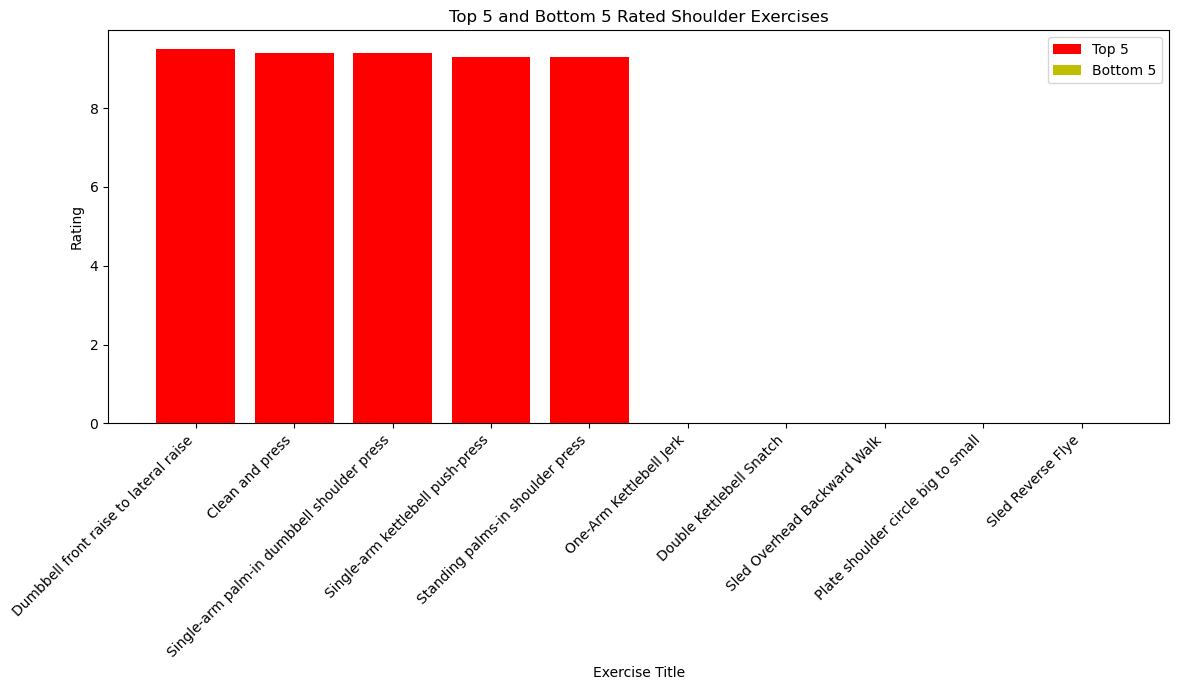 Top 5 and Bottom 5 Rated Shoulder Exercises
Top 5
Bottom 5
Rating
8
6
4
2
0
Dumbbell front raise to lateral raise
Clean and press
Single-arm palm-in dumbbell shoulder press
Single-arm kettlebell push-press
Standing palms-in shoulder press
One-Arm Kettlebell Jerk
Double Kettlebell Snatch
Sled Overhead Backward Walk
Plate shoulder circle big to small
Sled Reverse Flye
Exercise Title